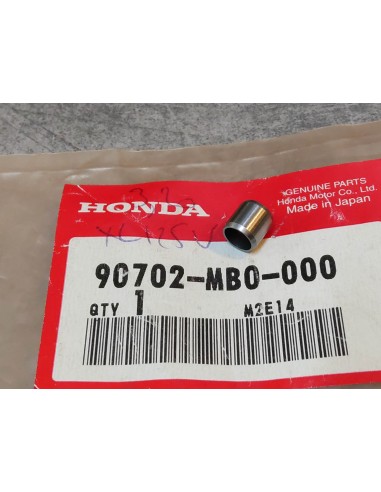 GENUINE PARTS
HONDA
Honda Motor Co., Ltd.
Made in Japan
90702-MB0-000
QTY 1 M2E14